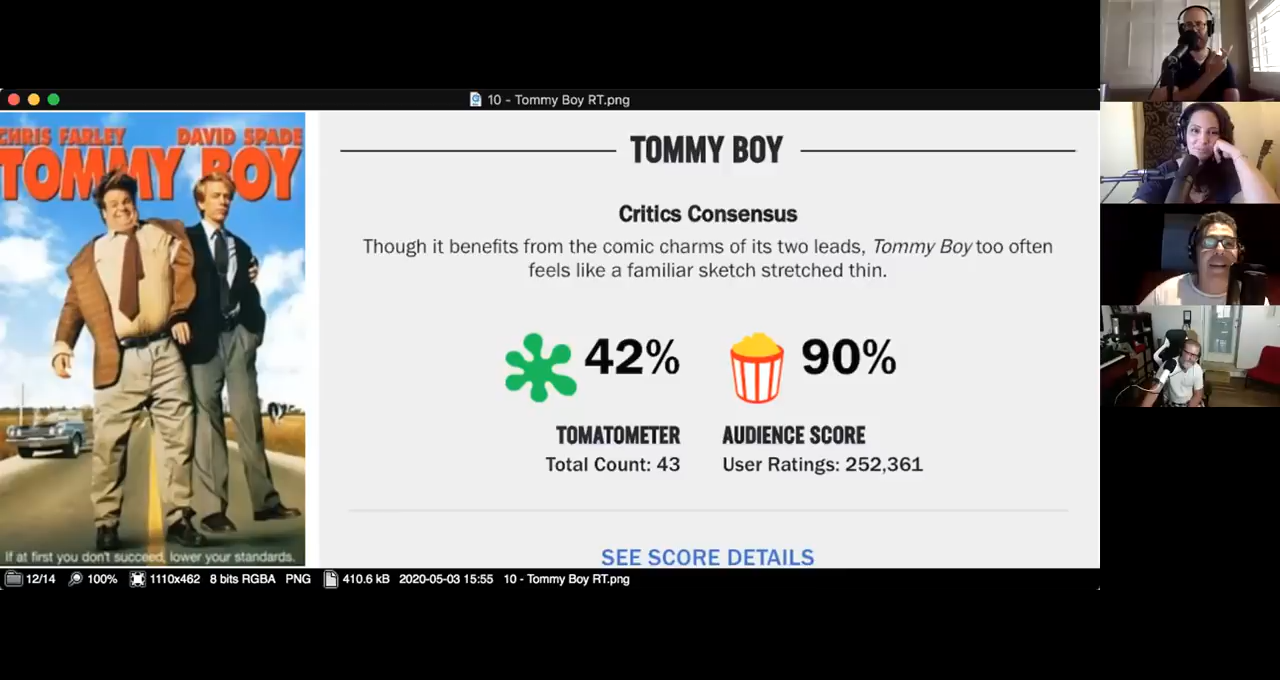 10 - Tommy Boy RT.png
CHRIS FARLEY DAVID SPADE
TOMMY BOY
If at first you don't succeed, lower your standards.
TOMMY BOY
Critics Consensus
Though it benefits from the comic charms of its two leads, Tommy Boy too often
feels like a familiar sketch stretched thin.
42% 90%
TOMATOMETER AUDIENCE SCORE
Total Count: 43 User Ratings: 252,361
SEE SCORE DETAILS
12/14 100% 1110x462 8 bits RGBA PNG 410.6 kB 2020-05-03 15:55 10 - Tommy Boy RT.png